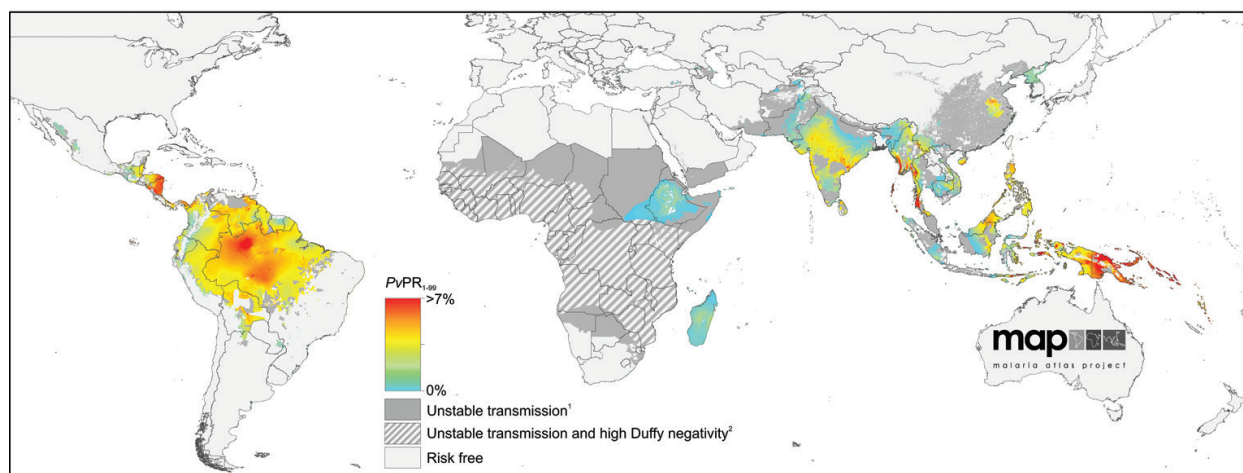 PvPR1-99
>7%
0%
Unstable transmission1
Unstable transmission and high Duffy negativity2
Risk free
map
malaria atlas project